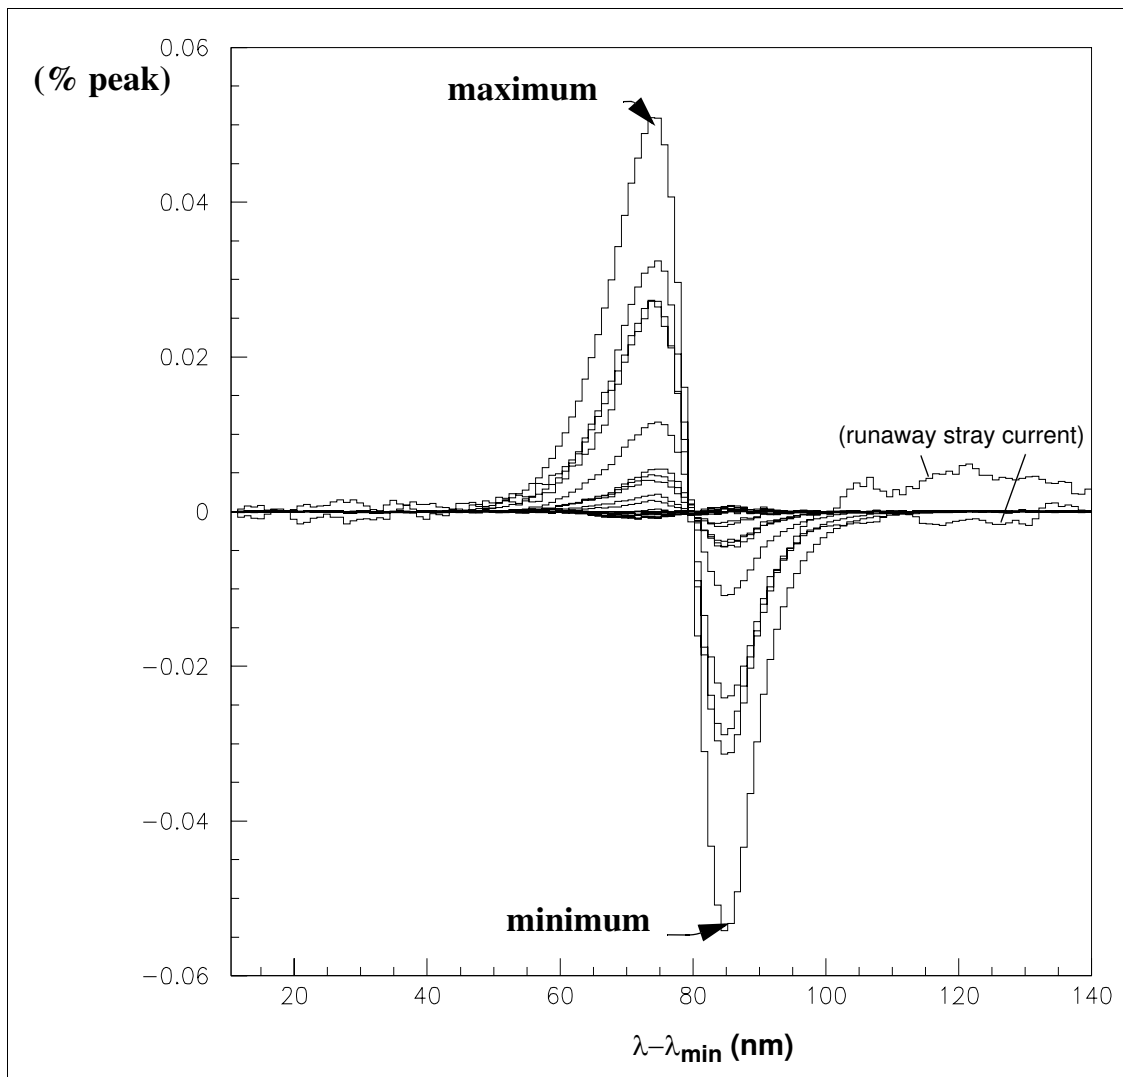 0.06
(% peak)
maximum
0.04
0.02
(runaway stray current)
0
−0.02
−0.04
minimum
−0.06
20 40 60 80 100 120 140
λ−λmin (nm)